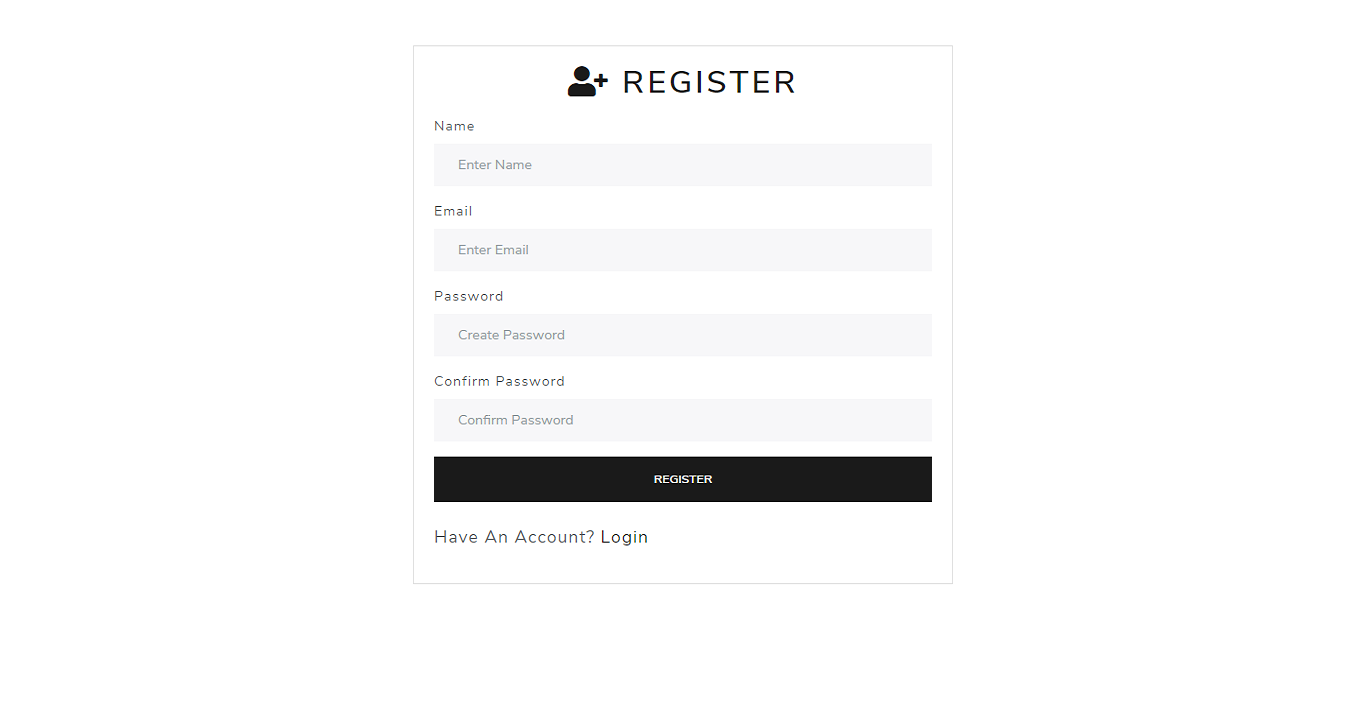 REGISTER
Name
Enter Name
Email
Enter Email
Password
Create Password
Confirm Password
Confirm Password
REGISTER
Have An Account? Login